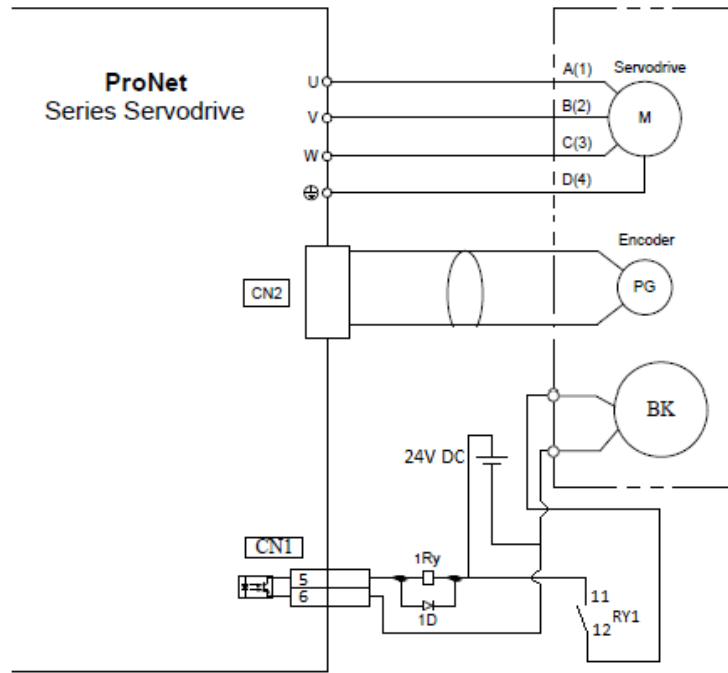 ProNet
Series Servodrive
U
V
W
A(1)
B(2)
C(3)
D(4)
Servodrive
M
CN2
Encoder
PG
BK
24V DC
CN1
5
6
1Ry
1D
11
12
RY1